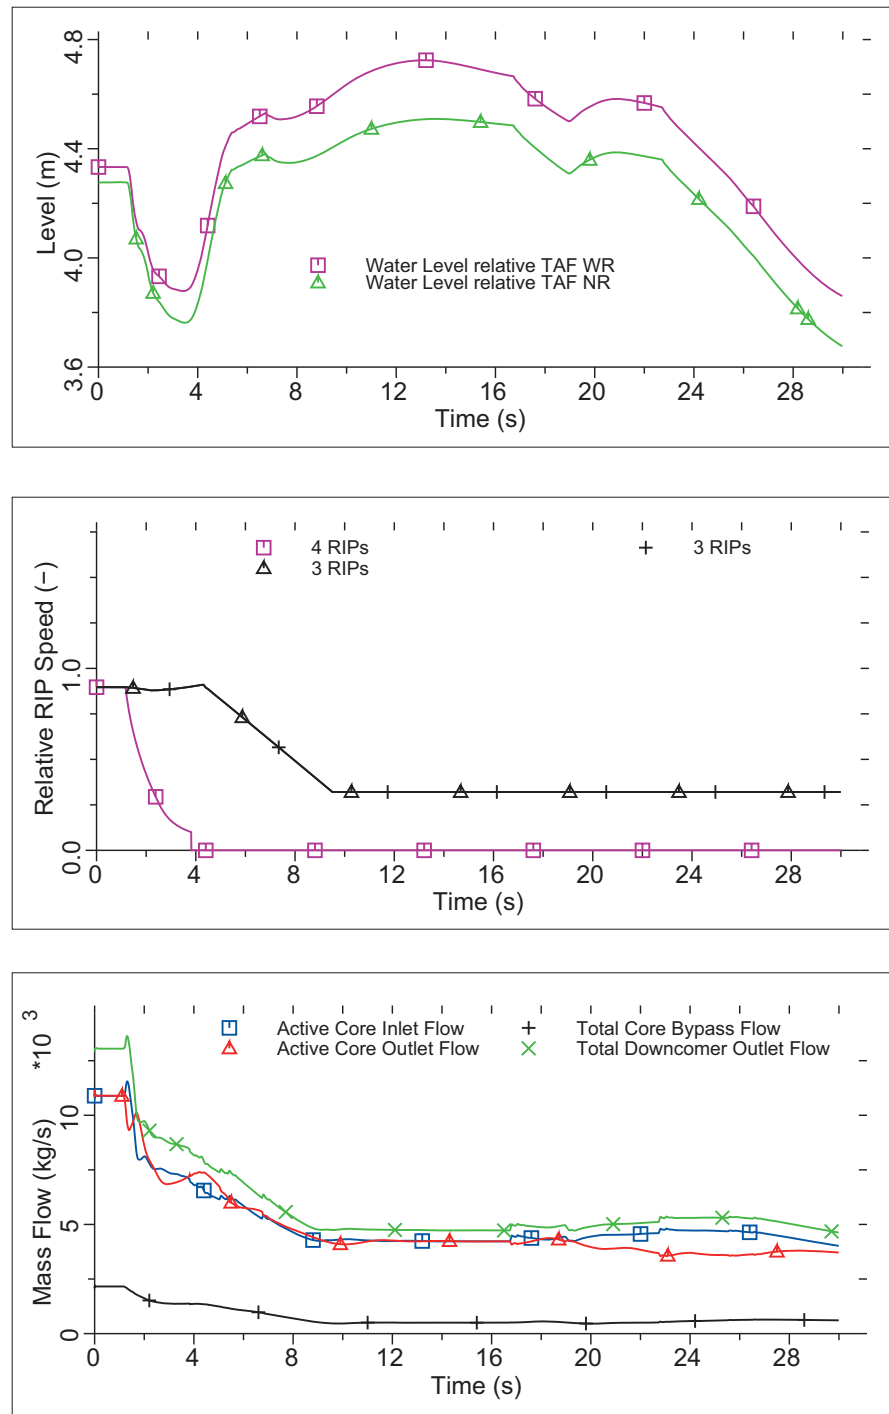 4.8
4.4
4.0
3.6
Level (m)
Water Level relative TAF WR
Water Level relative TAF NR
0 4 8 12 16 20 24 28
Time (s)
4 RIPs 3 RIPs
3 RIPs
1.0
0.0
Relative RIP Speed (−)
0 4 8 12 16 20 24 28
Time (s)
*10 3
Active Core Inlet Flow Total Core Bypass Flow
Active Core Outlet Flow Total Downcomer Outlet Flow
10
5
0
Mass Flow (kg/s)
0 4 8 12 16 20 24 28
Time (s)